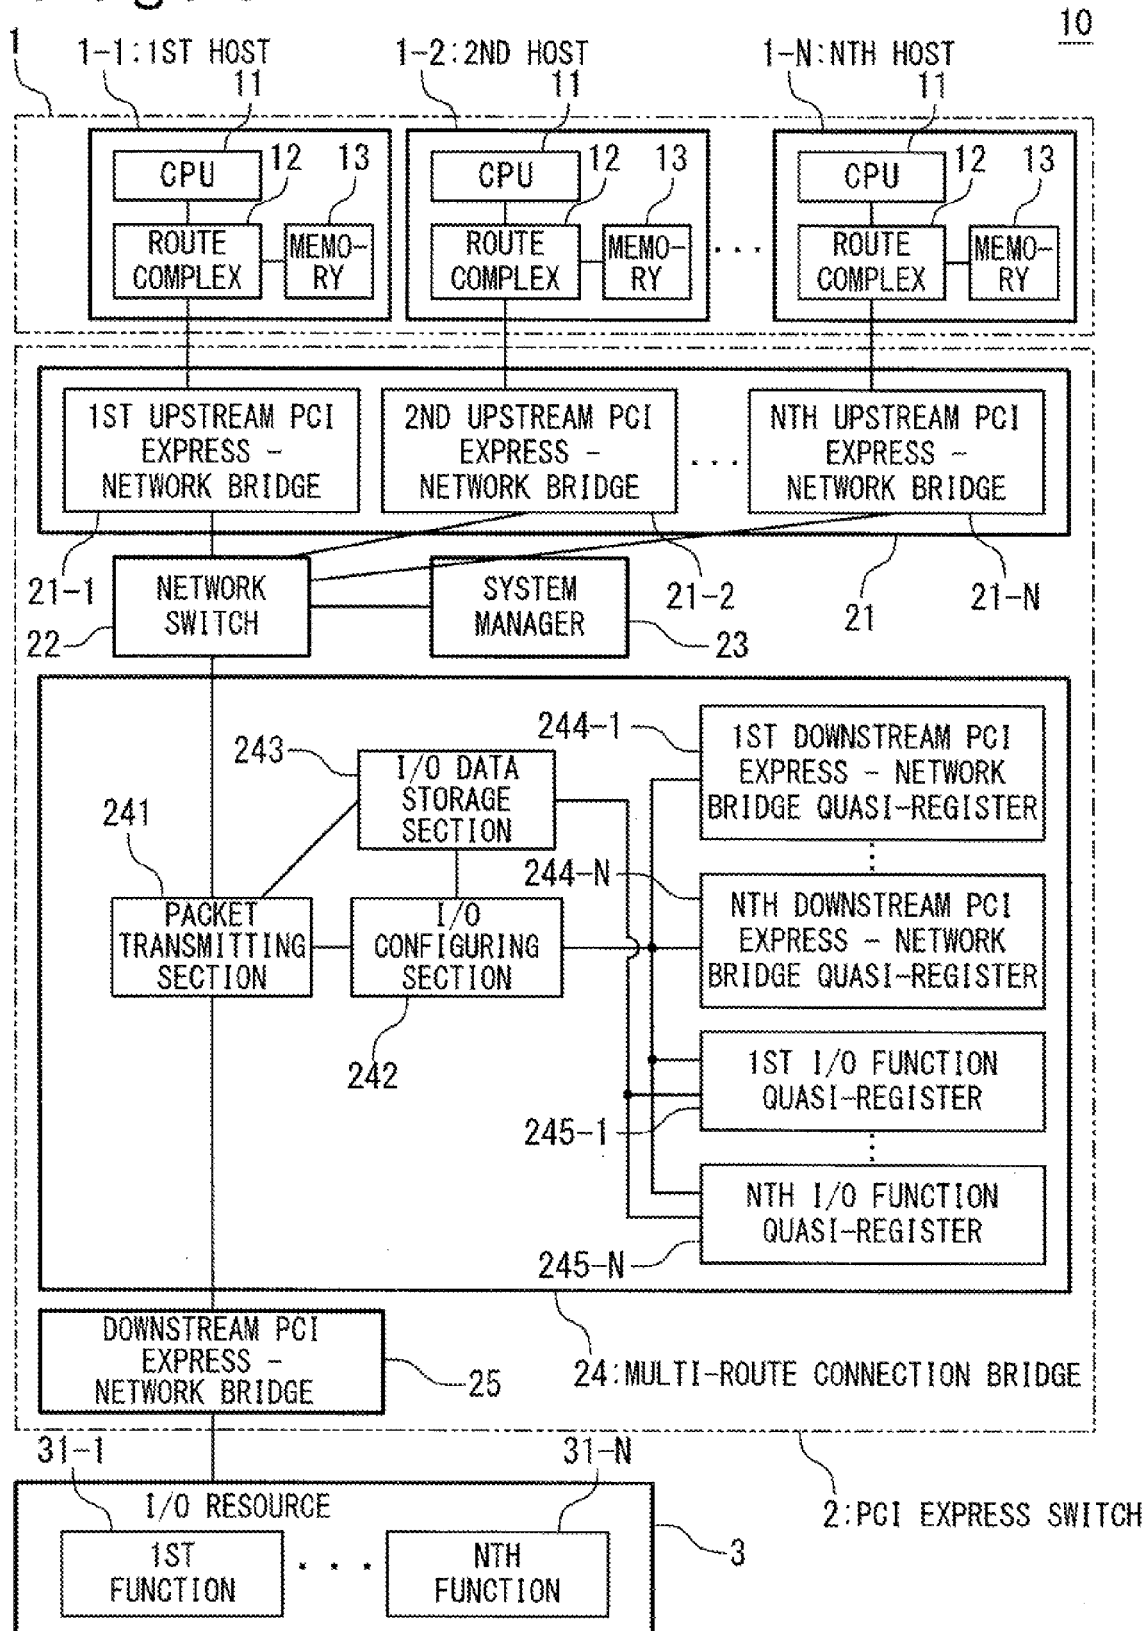 10
1
1-1:1ST HOST
1-2:2ND HOST
1-N:NTH HOST
11
11
11
CPU
12
13
CPU
12
13
CPU
12
13
ROUTE
COMPLEX
MEMO-
RY
ROUTE
COMPLEX
MEMO-
RY
...
ROUTE
COMPLEX
MEMO-
RY
1ST UPSTREAM PCI
EXPRESS -
NETWORK BRIDGE
2ND UPSTREAM PCI
EXPRESS -
NETWORK BRIDGE
...
NTH UPSTREAM PCI
EXPRESS -
NETWORK BRIDGE
21-1
NETWORK
SWITCH
SYSTEM
MANAGER
21-2
21
21-N
22
23
243
I/O DATA
STORAGE
SECTION
244-1
1ST DOWNSTREAM PCI
EXPRESS - NETWORK
BRIDGE QUASI-REGISTER
241
244-N
PACKET
TRANSMITTING
SECTION
I/O
CONFIGURING
SECTION
NTH DOWNSTREAM PCI
EXPRESS - NETWORK
BRIDGE QUASI-REGISTER
242
1ST I/O FUNCTION
QUASI-REGISTER
245-1
NTH I/O FUNCTION
QUASI-REGISTER
245-N
DOWNSTREAM PCI
EXPRESS -
NETWORK BRIDGE
25
24:MULTI-ROUTE CONNECTION BRIDGE
31-1
31-N
I/O RESOURCE
2:PCI EXPRESS SWITCH
1ST
FUNCTION
...
NTH
FUNCTION
3